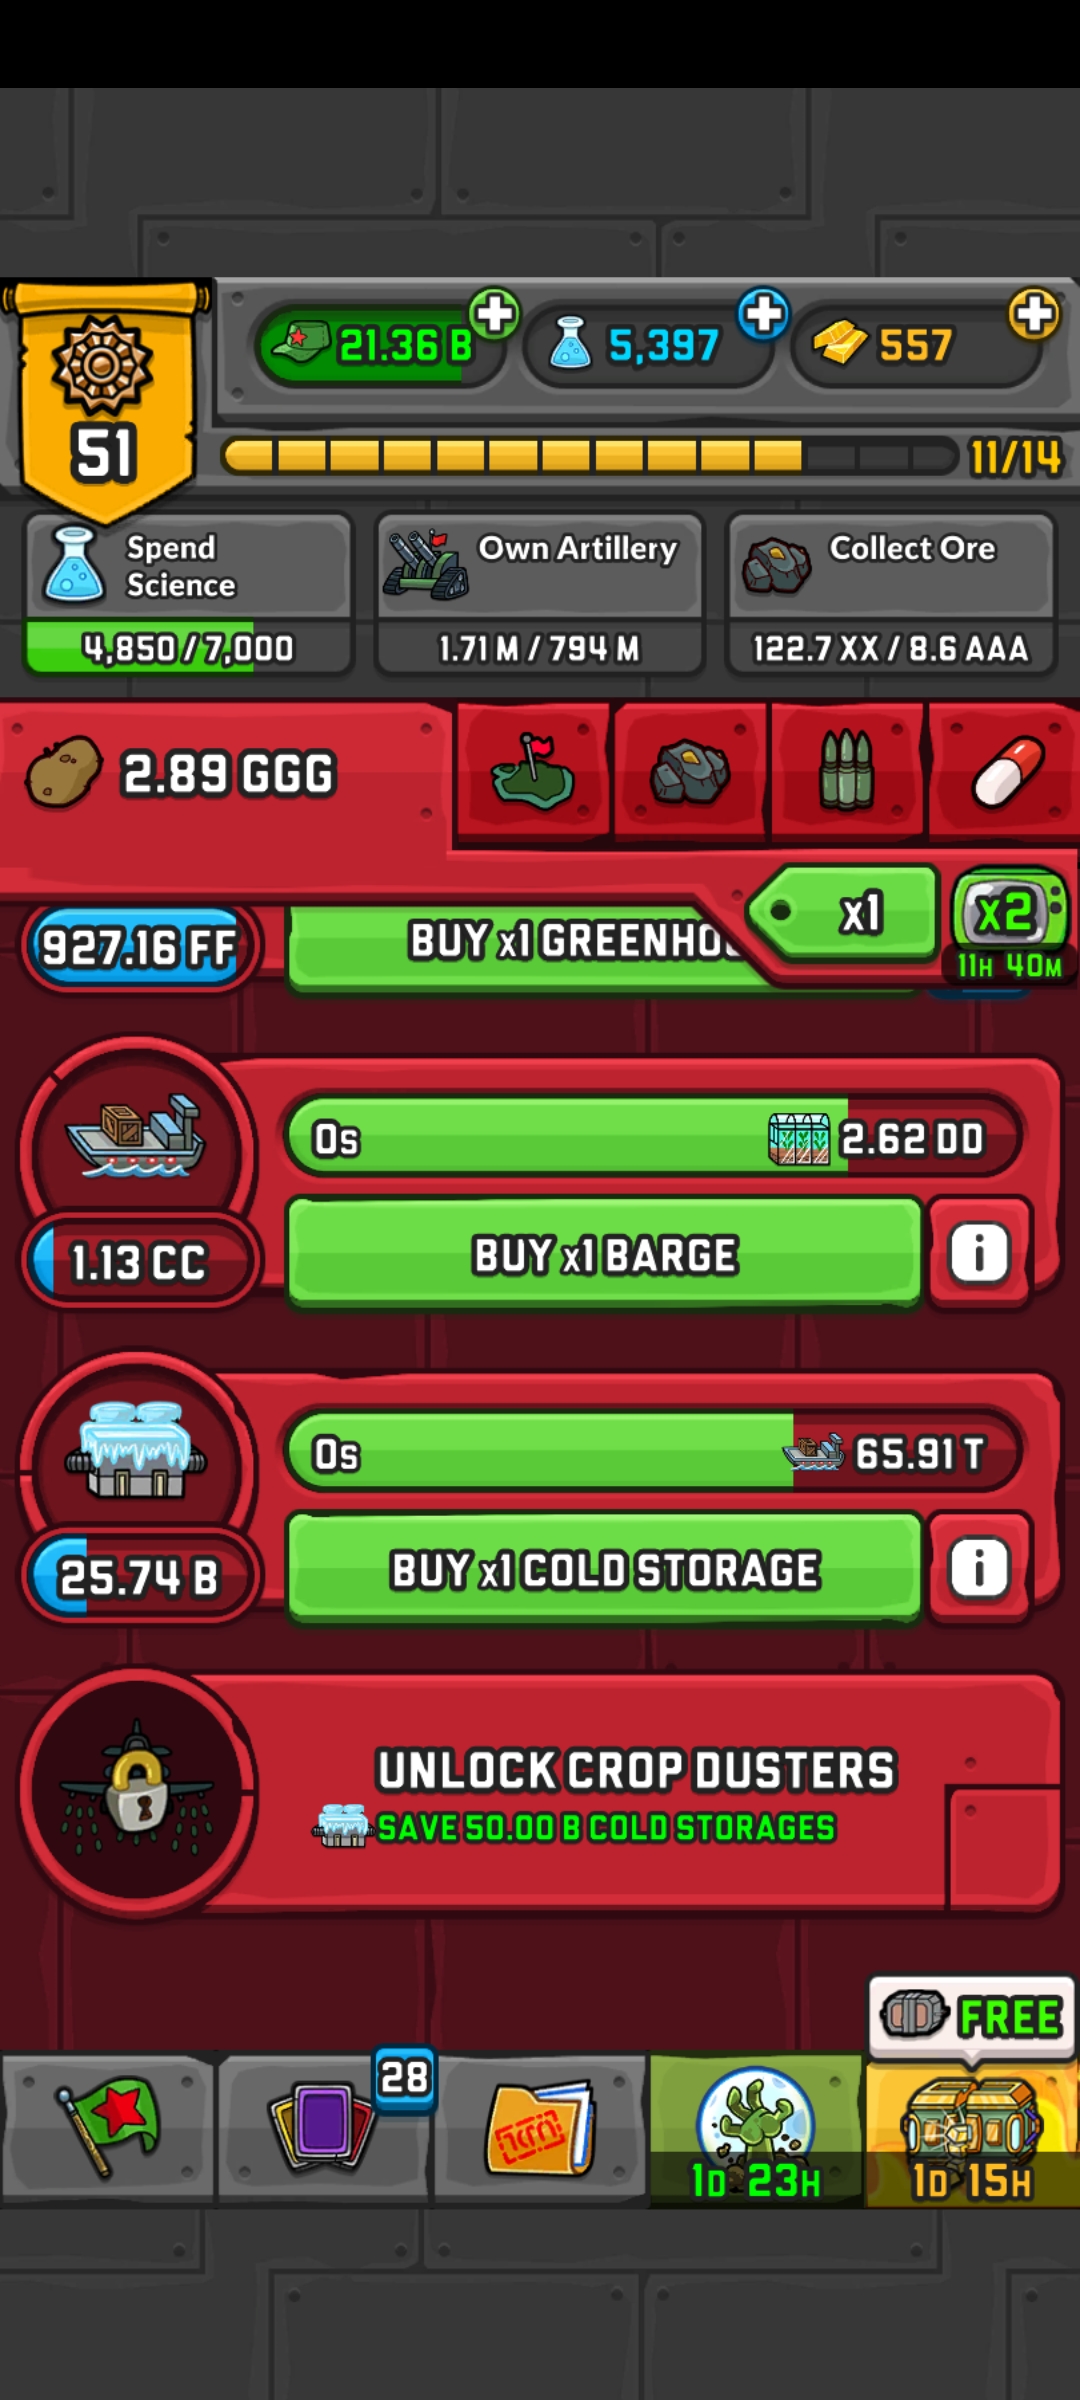 21.36 B
5,397
557
51
11/14
Spend
Science
Own Artillery
Collect Ore
4,850/7,000
1.71 M / 794 M
122.7 XX / 8.6 AAA
2.89 GGG
x1
x2
11H 40M
927.16 FF
BUY x1
0s
2.62 DD
1.13 CC
BUY x1 BARGE
i
0s
65.91 T
25.74 B
BUY x1 COLD STORAGE
i
UNLOCK CROP DUSTERS
SAVE 50.00 B COLD STORAGES
FREE
28
1D 23H
1D 15H